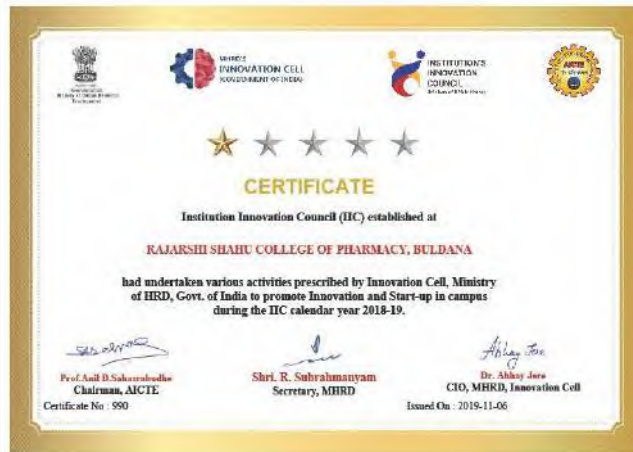 MHRD'S
INNOVATION CELL
(GOVERNMENT OF INDIA)
INSTITUTION'S
INNOVATION
COUNCIL
AICTE
CERTIFICATE
Institution Innovation Council (IIC) established at
RAJARSHI SHAHU COLLEGE OF PHARMACY, BULDANA
had undertaken various activities prescribed by Innovation Cell, Ministry
of HRD, Govt. of India to promote Innovation and Start-up in campus
during the IIC calendar year 2018-19.
Abhay Jere
Prof.Anil D.Sahasrabudhe
Chairman, AICTE
Shri. R. Subrahmanyam
Secretary, MHRD
Dr. Abhay Jere
CIO, MHRD, Innovation Cell
Certificate No : 990
Issued On : 2019-11-06